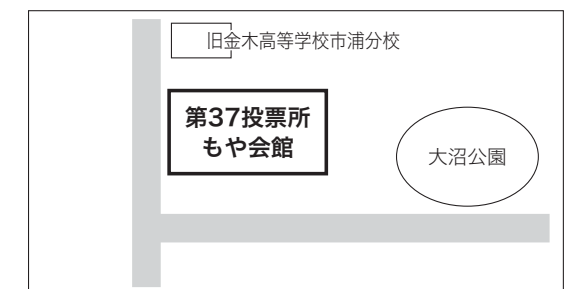 旧金木高等学校市浦分校
第37投票所
もや会館
大沼公園